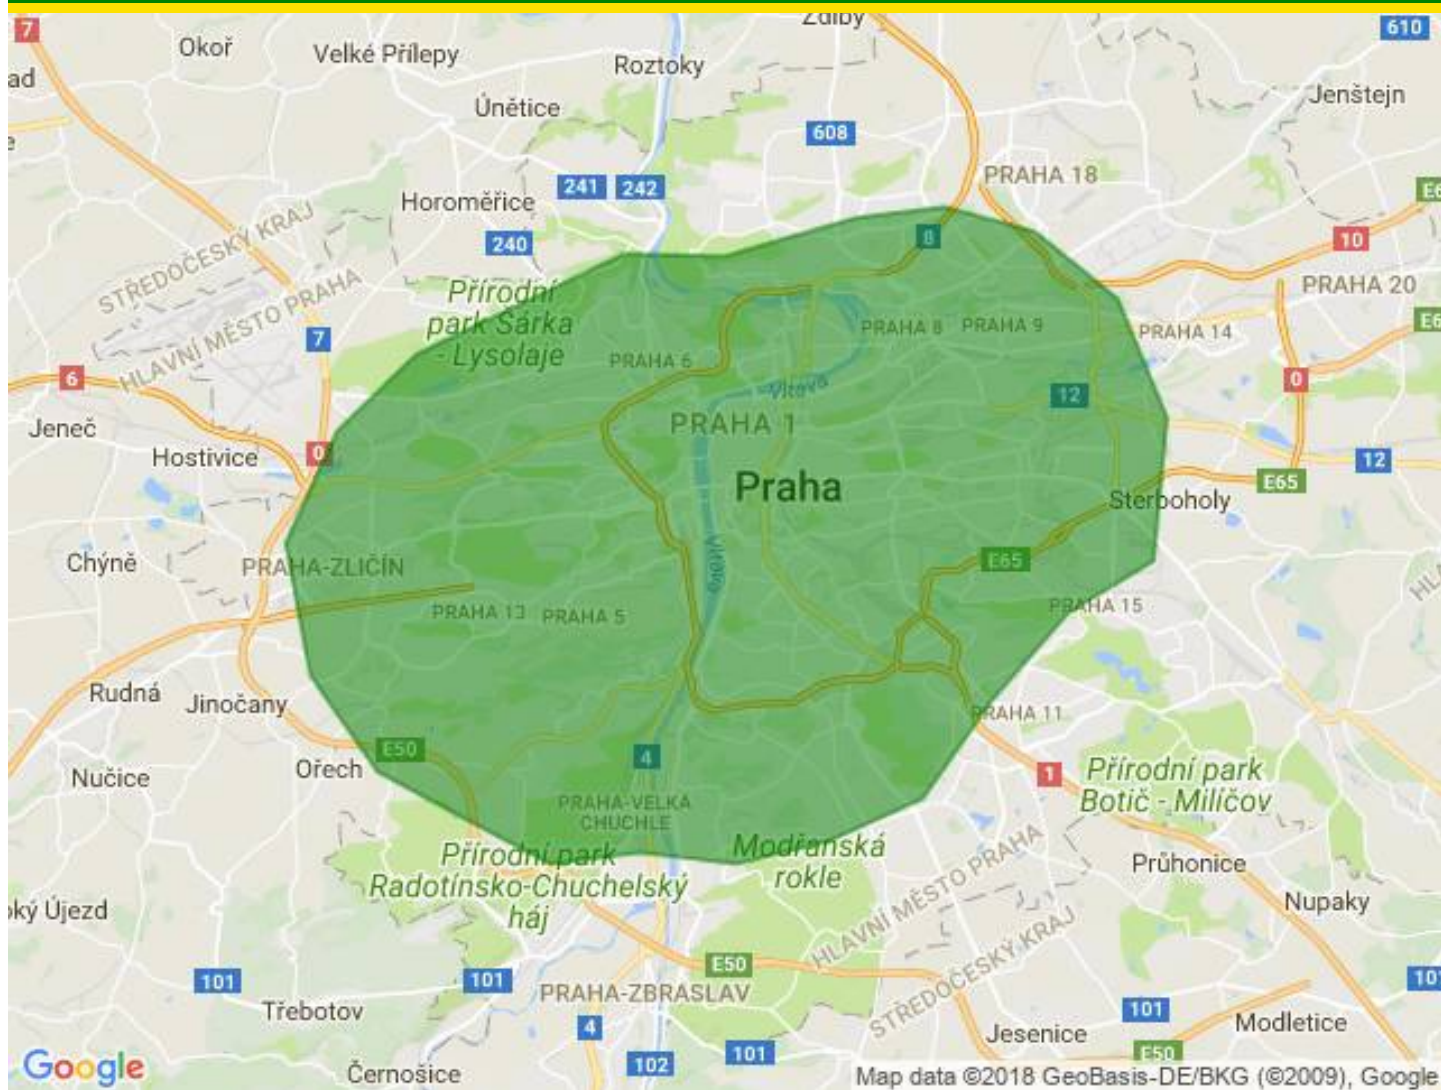 Zdiby
7
610
Okoř
Velké Přílepy
Roztoky
ad
Jenštejn
Únětice
608
PRAHA 18
241
242
Horoměřice
240
STŘEDOČESKÝ KRAJ
HLAVNÍ MĚSTO PRAHA
8
10
Přírodní
park Šárka
- Lysolaje
PRAHA 20
7
PRAHA 8
PRAHA 9
PRAHA 14
PRAHA 6
6
0
12
Vltava
Jeneč
PRAHA 1
Hostivice
0
12
Praha
E65
Štěrboholy
Chýně
PRAHA-ZLIČÍN
Vltava
E65
PRAHA 13
PRAHA 5
PRAHA 15
Rudná
Jinočany
PRAHA 11
E50
4
Ořech
Nučice
1
Přírodní park
Botič - Milíčov
PRAHA-VELKÁ
CHUCHLE
Přírodní park
Radotínsko-Chuchelský
háj
Modřanská
rokle
HLAVNÍ MĚSTO PRAHA
STŘEDOČESKÝ KRAJ
Průhonice
Nupaky
ký Újezd
101
101
E50
PRAHA-ZBRASLAV
Třebotov
4
101
Jesenice
Modletice
101
102
E50
Google
Černošice
Map data ©2018 GeoBasis-DE/BKG (©2009), Google